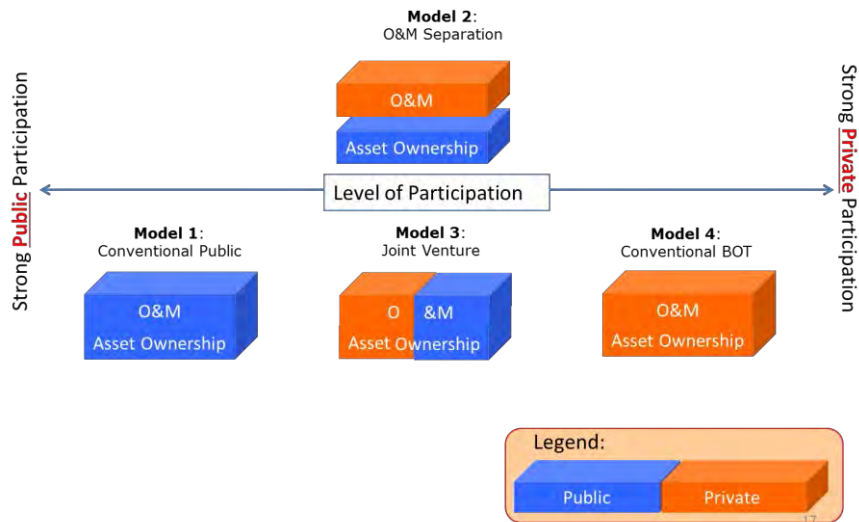 Model 2:
O&M Separation
O&M
Asset Ownership
Strong Public Participation
Level of Participation
Strong Private Participation
Model 1:
Conventional Public
O&M
Asset Ownership
Model 3:
Joint Venture
O &M
Asset Ownership
Model 4:
Conventional BOT
O&M
Asset Ownership
Legend:
Public
Private
17